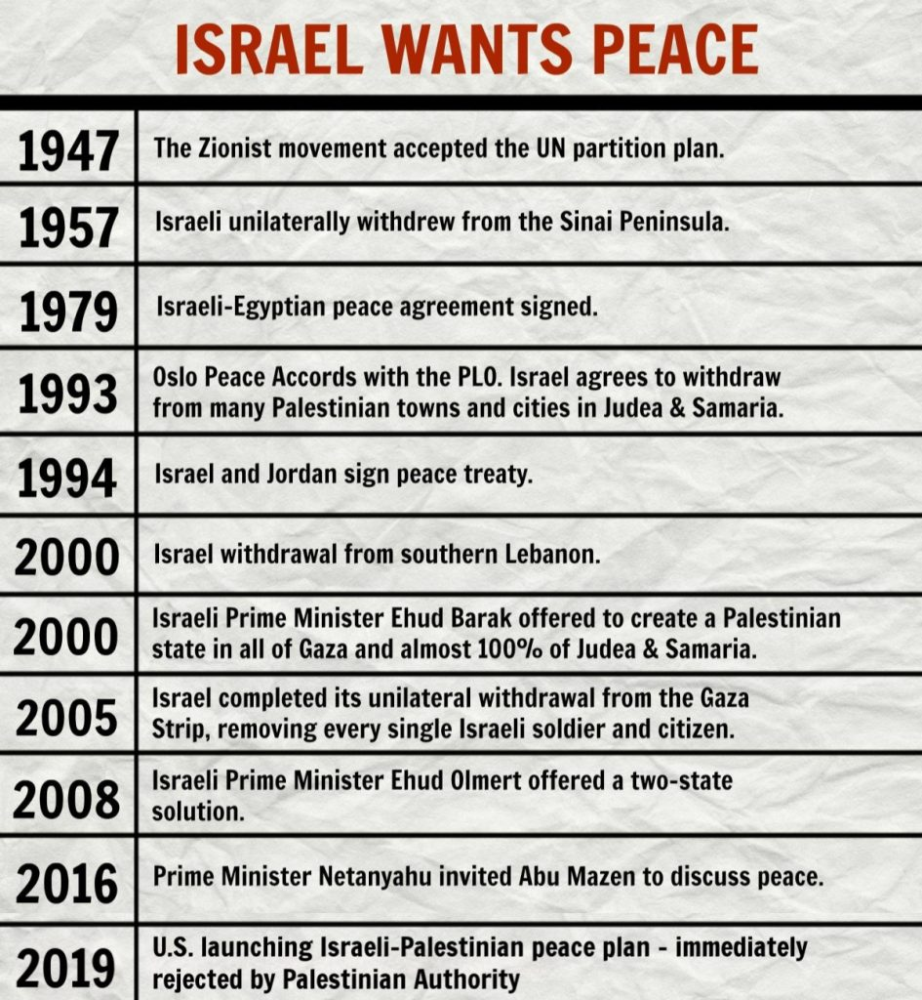 ISRAEL WANTS PEACE
1947
The Zionist movement accepted the UN partition plan.
1957
Israeli unilaterally withdrew from the Sinai Peninsula.
1979
Israeli-Egyptian peace agreement signed.
1993
Oslo Peace Accords with the PLO. Israel agrees to withdraw
from many Palestinian towns and cities in Judea & Samaria.
1994
Israel and Jordan sign peace treaty.
2000
Israel withdrawal from southern Lebanon.
2000
Israeli Prime Minister Ehud Barak offered to create a Palestinian
state in all of Gaza and almost 100% of Judea & Samaria.
2005
Israel completed its unilateral withdrawal from the Gaza
Strip, removing every single Israeli soldier and citizen.
2008
Israeli Prime Minister Ehud Olmert offered a two-state
solution.
2016
Prime Minister Netanyahu invited Abu Mazen to discuss peace.
2019
U.S. launching Israeli-Palestinian peace plan - immediately
rejected by Palestinian Authority